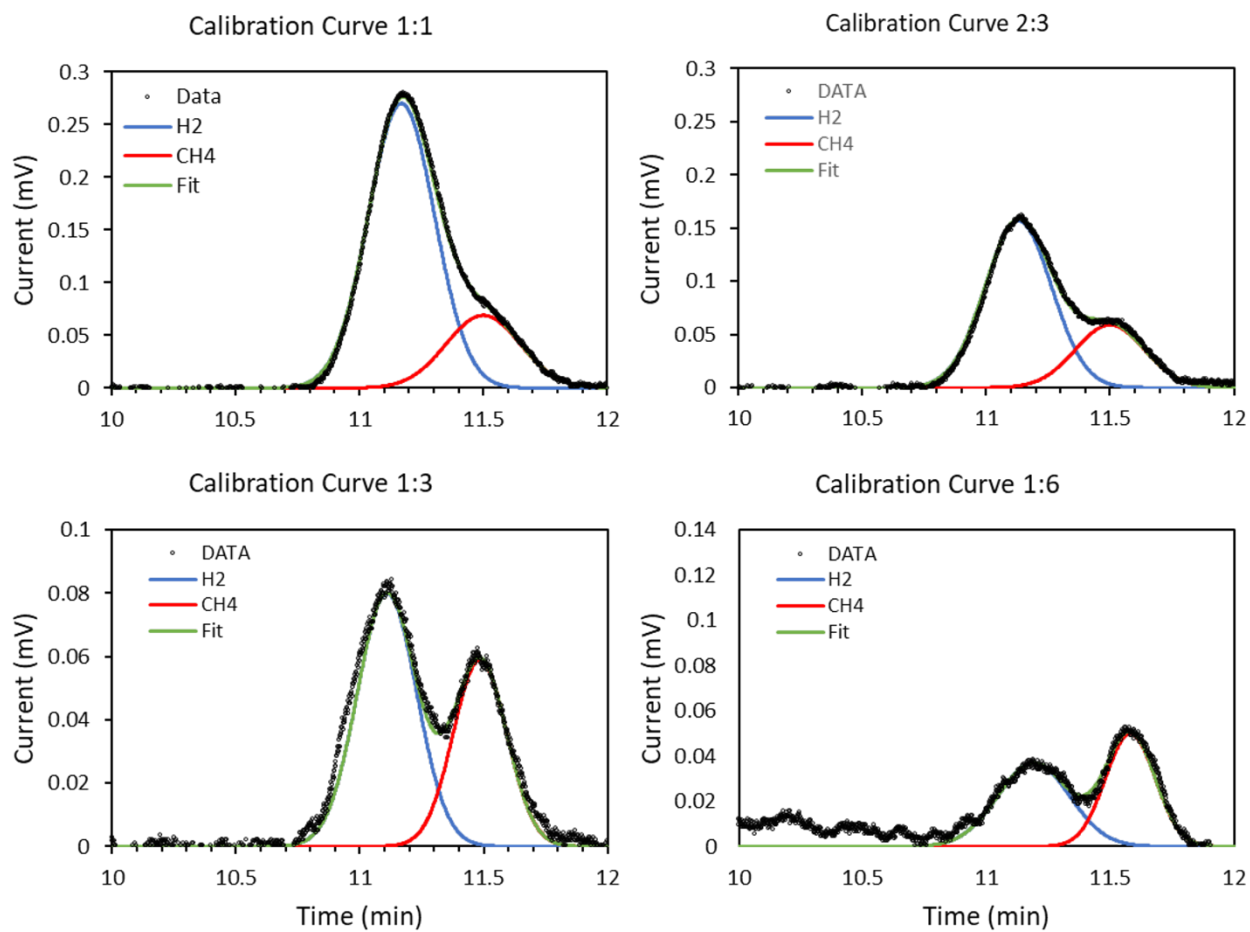 Calibration Curve 1:1
Current (mV)
0.3
0.25
0.2
0.15
0.1
0.05
0
Data
H2
CH4
Fit
10 10.5 11 11.5 12
Calibration Curve 2:3
Current (mV)
0.3
0.25
0.2
0.15
0.1
0.05
0
DATA
H2
CH4
Fit
10 10.5 11 11.5 12
Calibration Curve 1:3
Current (mV)
0.1
0.08
0.06
0.04
0.02
0
DATA
H2
CH4
Fit
10 10.5 11 11.5 12
Time (min)
Calibration Curve 1:6
Current (mV)
0.14
0.12
0.1
0.08
0.06
0.04
0.02
0
DATA
H2
CH4
Fit
10 10.5 11 11.5 12
Time (min)